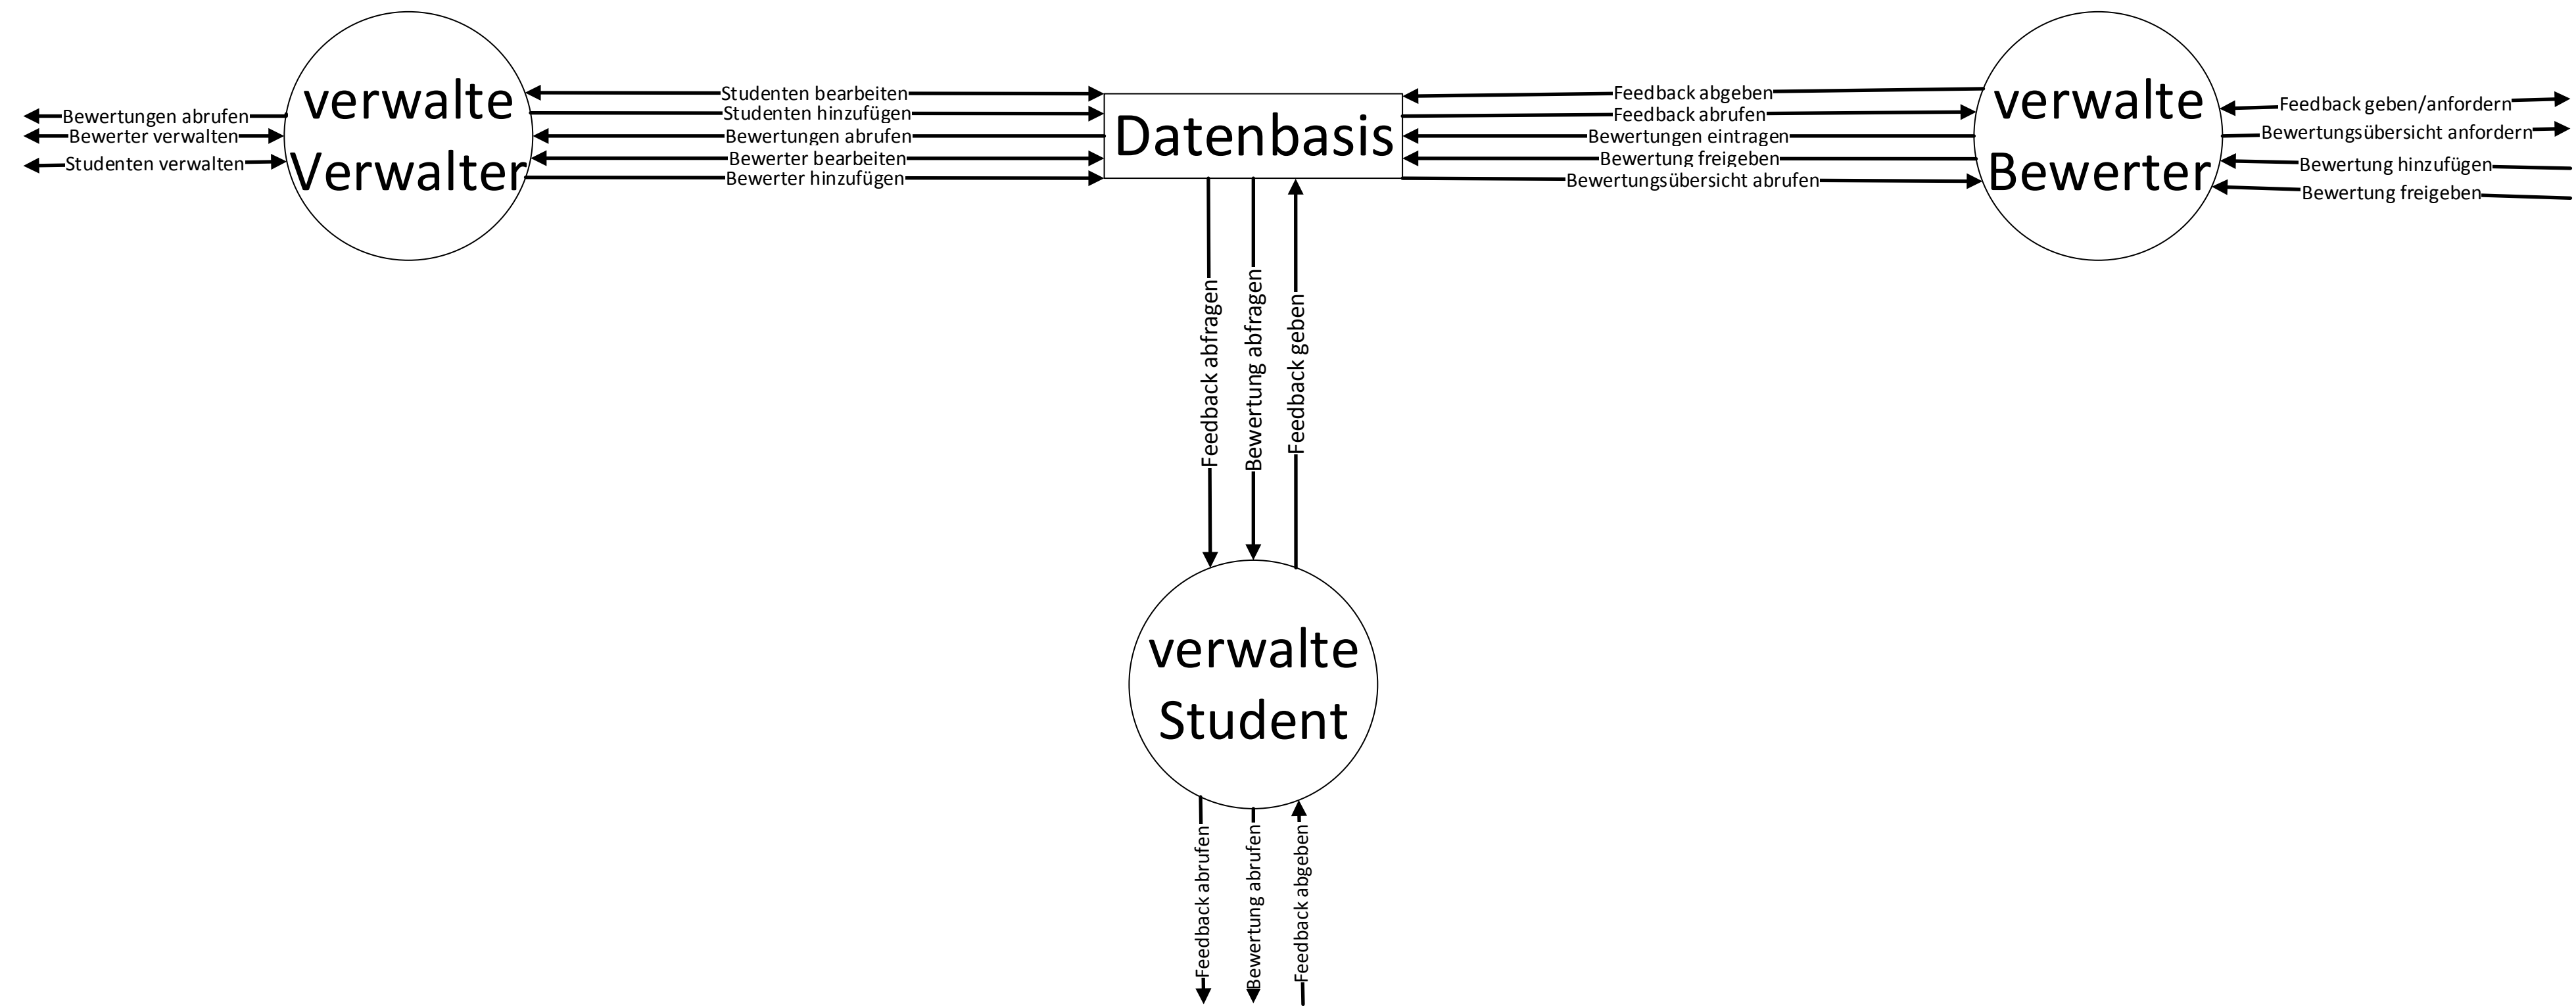 verwalte
Verwalter
Bewertungen abrufen
Bewerter verwalten
Studenten verwalten
Studenten bearbeiten
Studenten hinzufügen
Bewertungen abrufen
Bewerter bearbeiten
Bewerter hinzufügen
Datenbasis
Feedback abgeben
Feedback abrufen
Bewertungen eintragen
Bewertung freigeben
Bewertungsübersicht abrufen
verwalte
Bewerter
Feedback geben/anfordern
Bewertungsübersicht anfordern
Bewertung hinzufügen
Bewertung freigeben
Feedback abfragen
Bewertung abfragen
Feedback geben
verwalte
Student
Feedback abrufen
Bewertung abrufen
Feedback abgeben